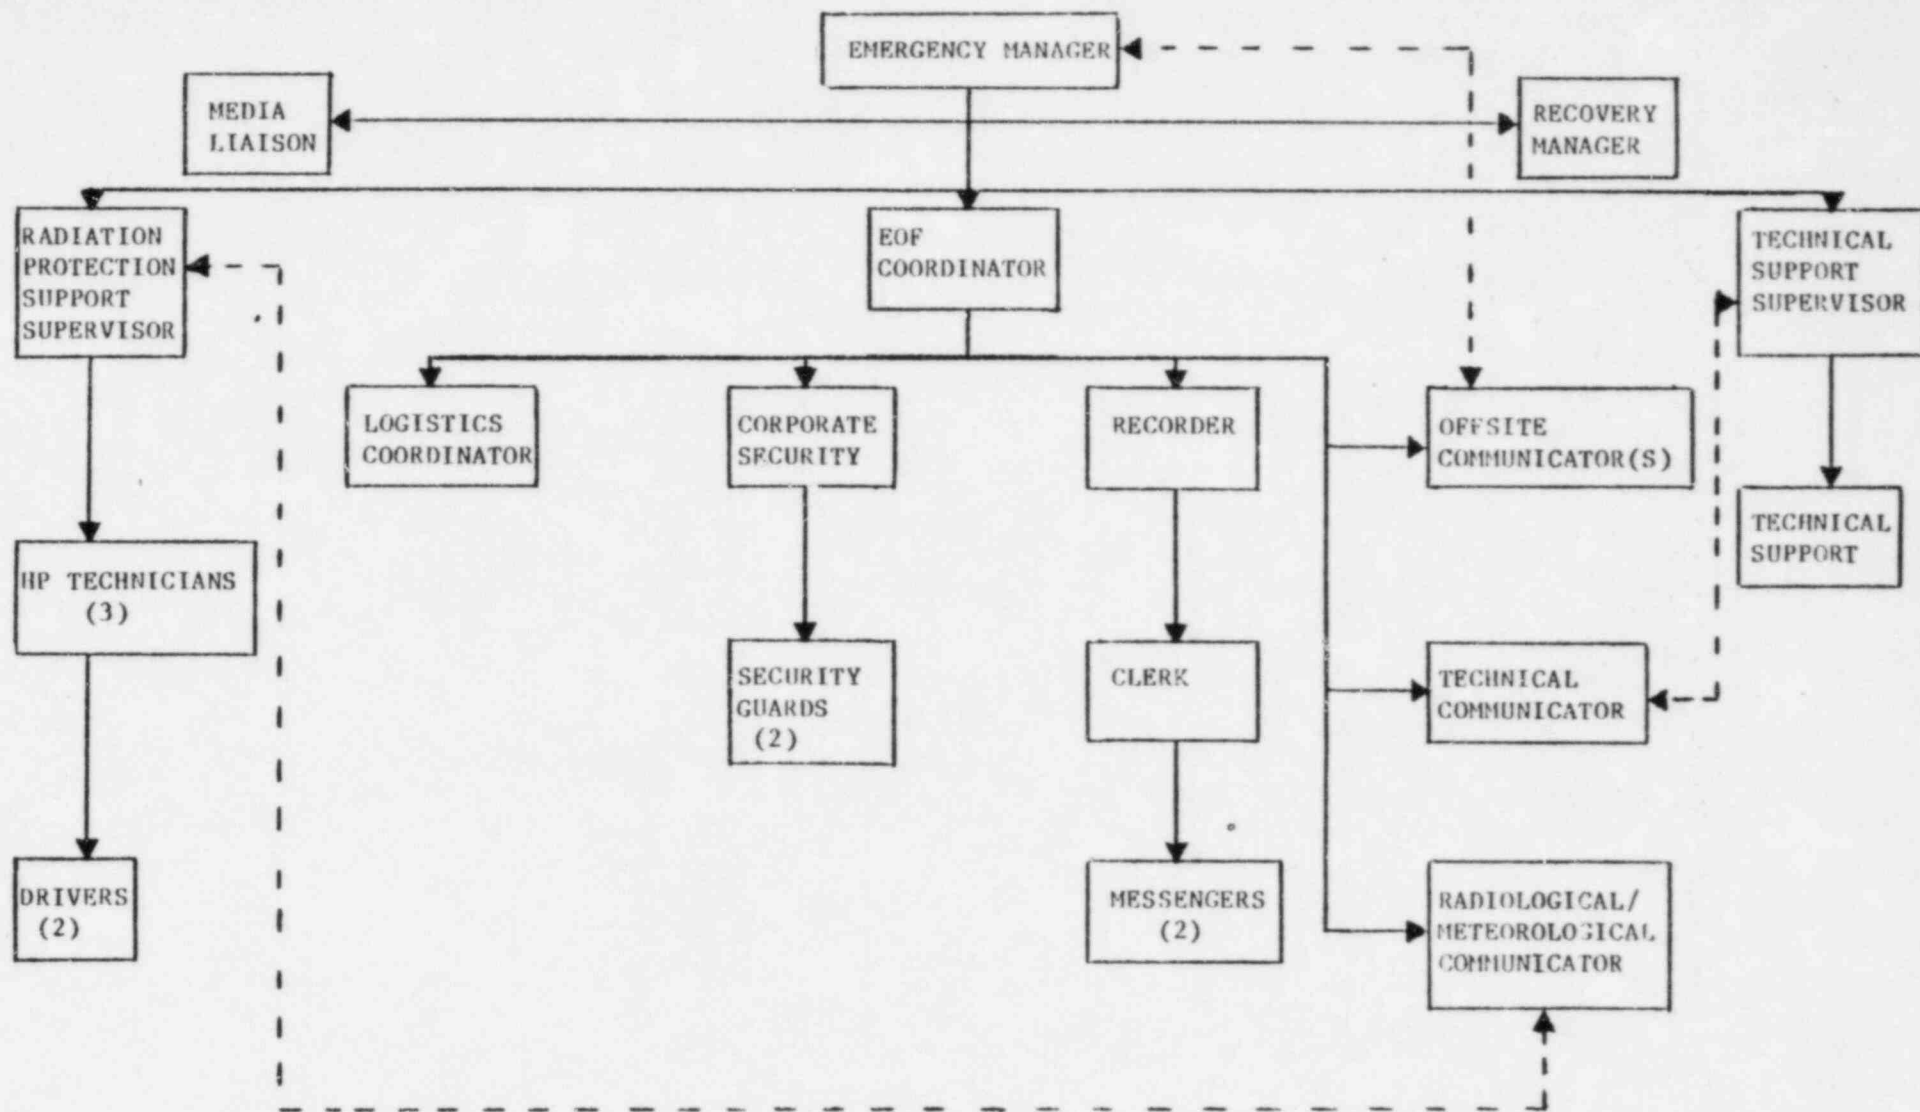 EMERGENCY MANAGER
MEDIA
LIAISON
RECOVERY
MANAGER
RADIATION
PROTECTION
SUPPORT
SUPERVISOR
EOF
COORDINATOR
TECHNICAL
SUPPORT
SUPERVISOR
LOGISTICS
COORDINATOR
CORPORATE
SECURITY
RECORDER
OFFSITE
COMMUNICATOR(S)
TECHNICAL
SUPPORT
HP TECHNICIANS
(3)
SECURITY
GUARDS
(2)
CLERK
TECHNICAL
COMMUNICATOR
DRIVERS
(2)
MESSENGERS
(2)
RADIOLOGICAL/
METEOROLOGICAL
COMMUNICATOR